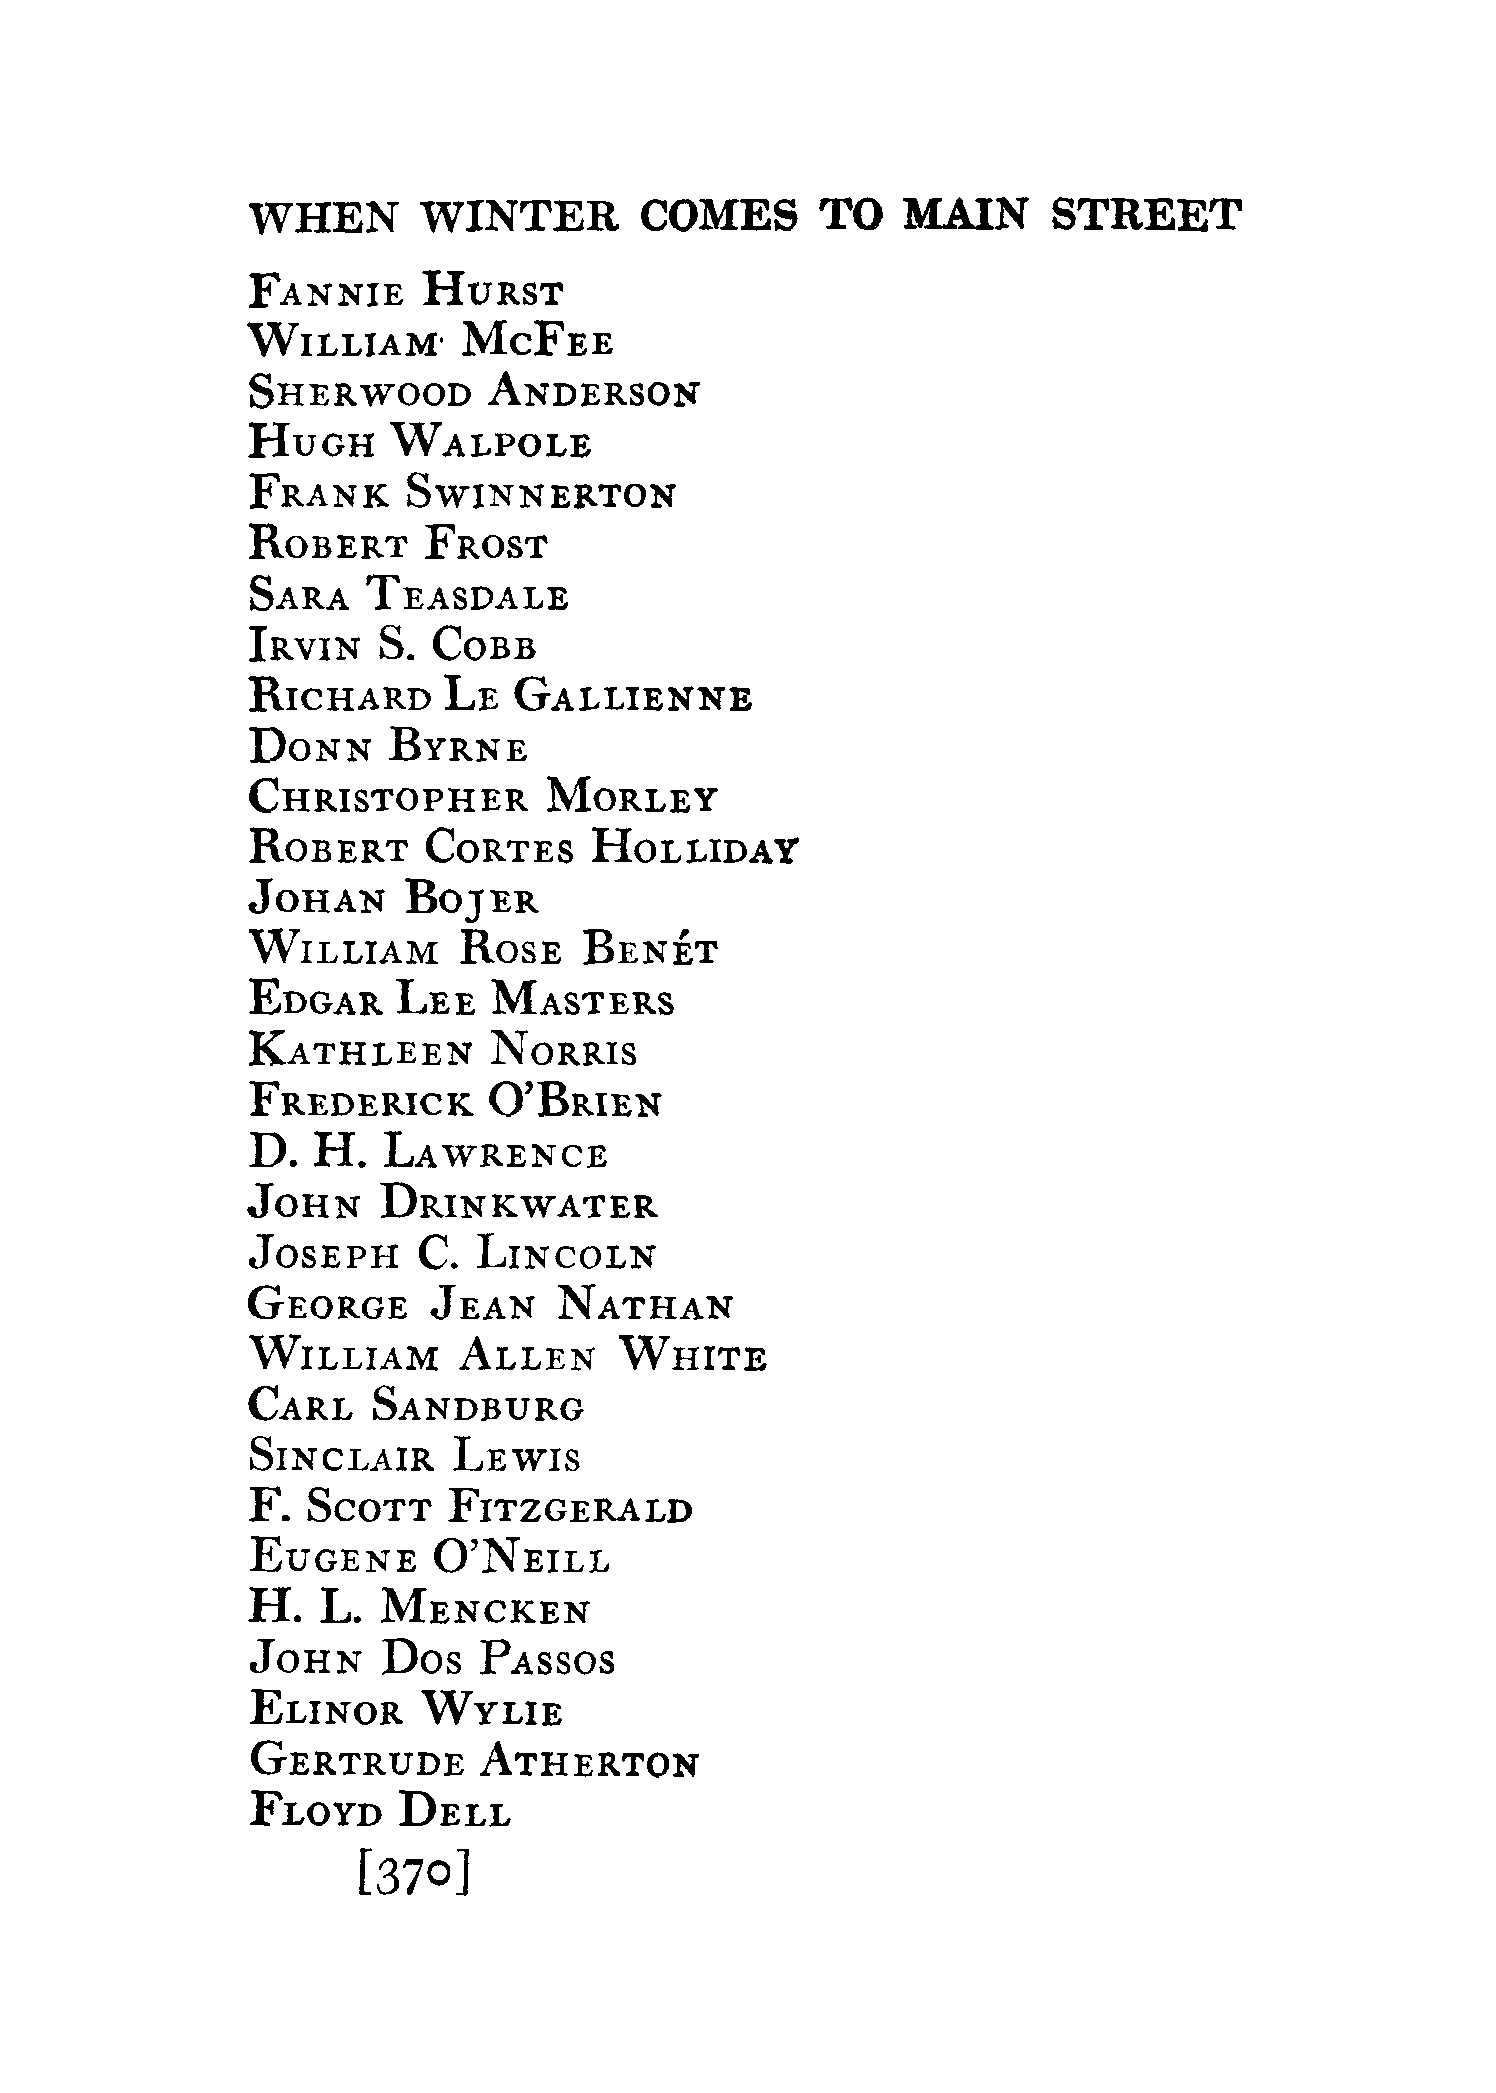 WHEN WINTER COMES TO MAIN STREET
Fannie Hurst
William McFee
Sherwood Anderson
Hugh Walpole
Frank Swinnerton
Robert Frost
Sara Teasdale
Irvin S. Cobb
Richard Le Gallienne
Donn Byrne
Christopher Morley
Robert Cortes Holliday
Johan Bojer
William Rose Benét
Edgar Lee Masters
Kathleen Norris
Frederick O'Brien
D. H. Lawrence
John Drinkwater
Joseph C. Lincoln
George Jean Nathan
William Allen White
Carl Sandburg
Sinclair Lewis
F. Scott Fitzgerald
Eugene O'Neill
H. L. Mencken
John Dos Passos
Elinor Wylie
Gertrude Atherton
Floyd Dell
[370]